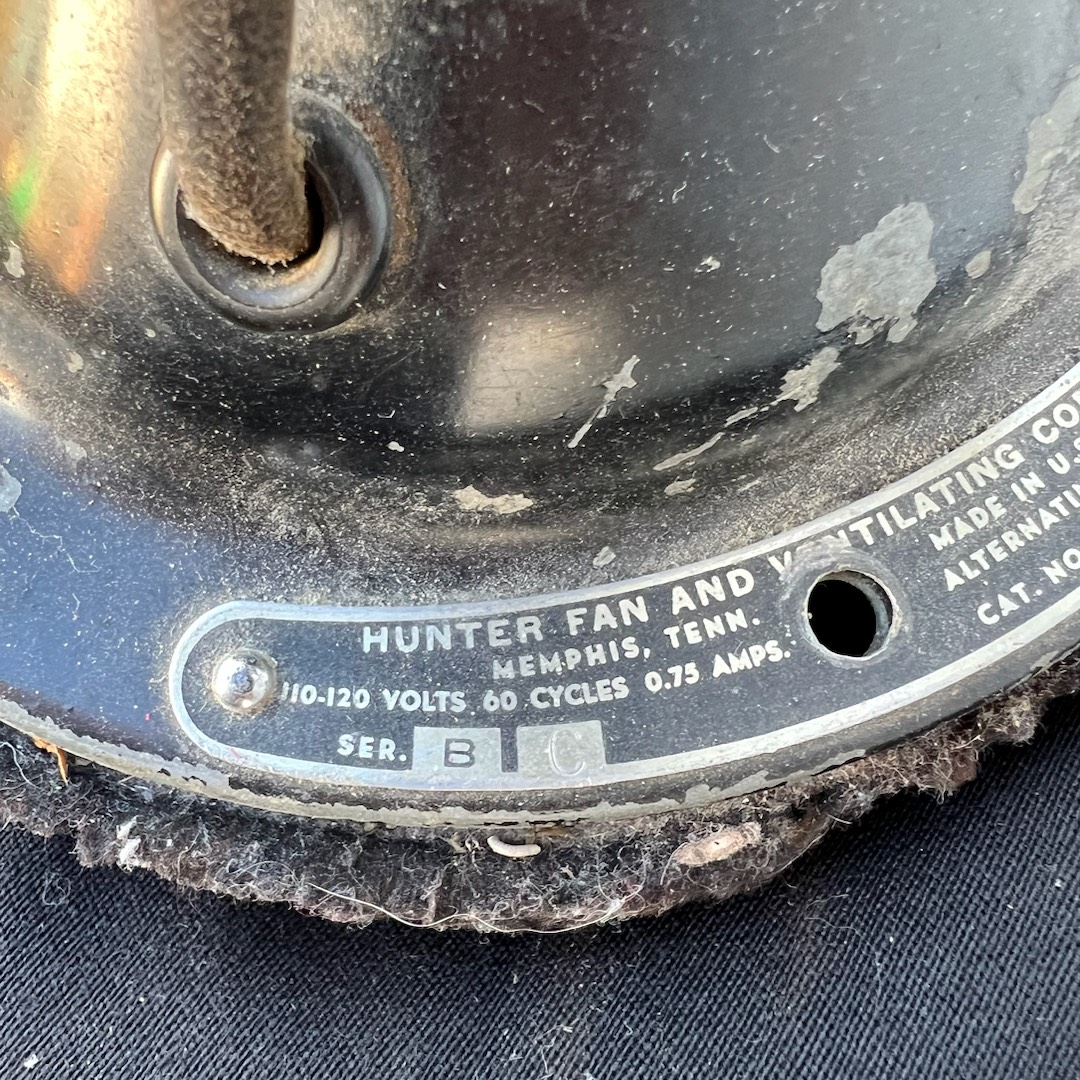 HUNTER FAN AND VENTILATING CO
MEMPHIS, TENN.
110-120 VOLTS 60 CYCLES 0.75 AMPS.
SER. B C
MADE IN U.S.
ALTERNATI
CAT. NO